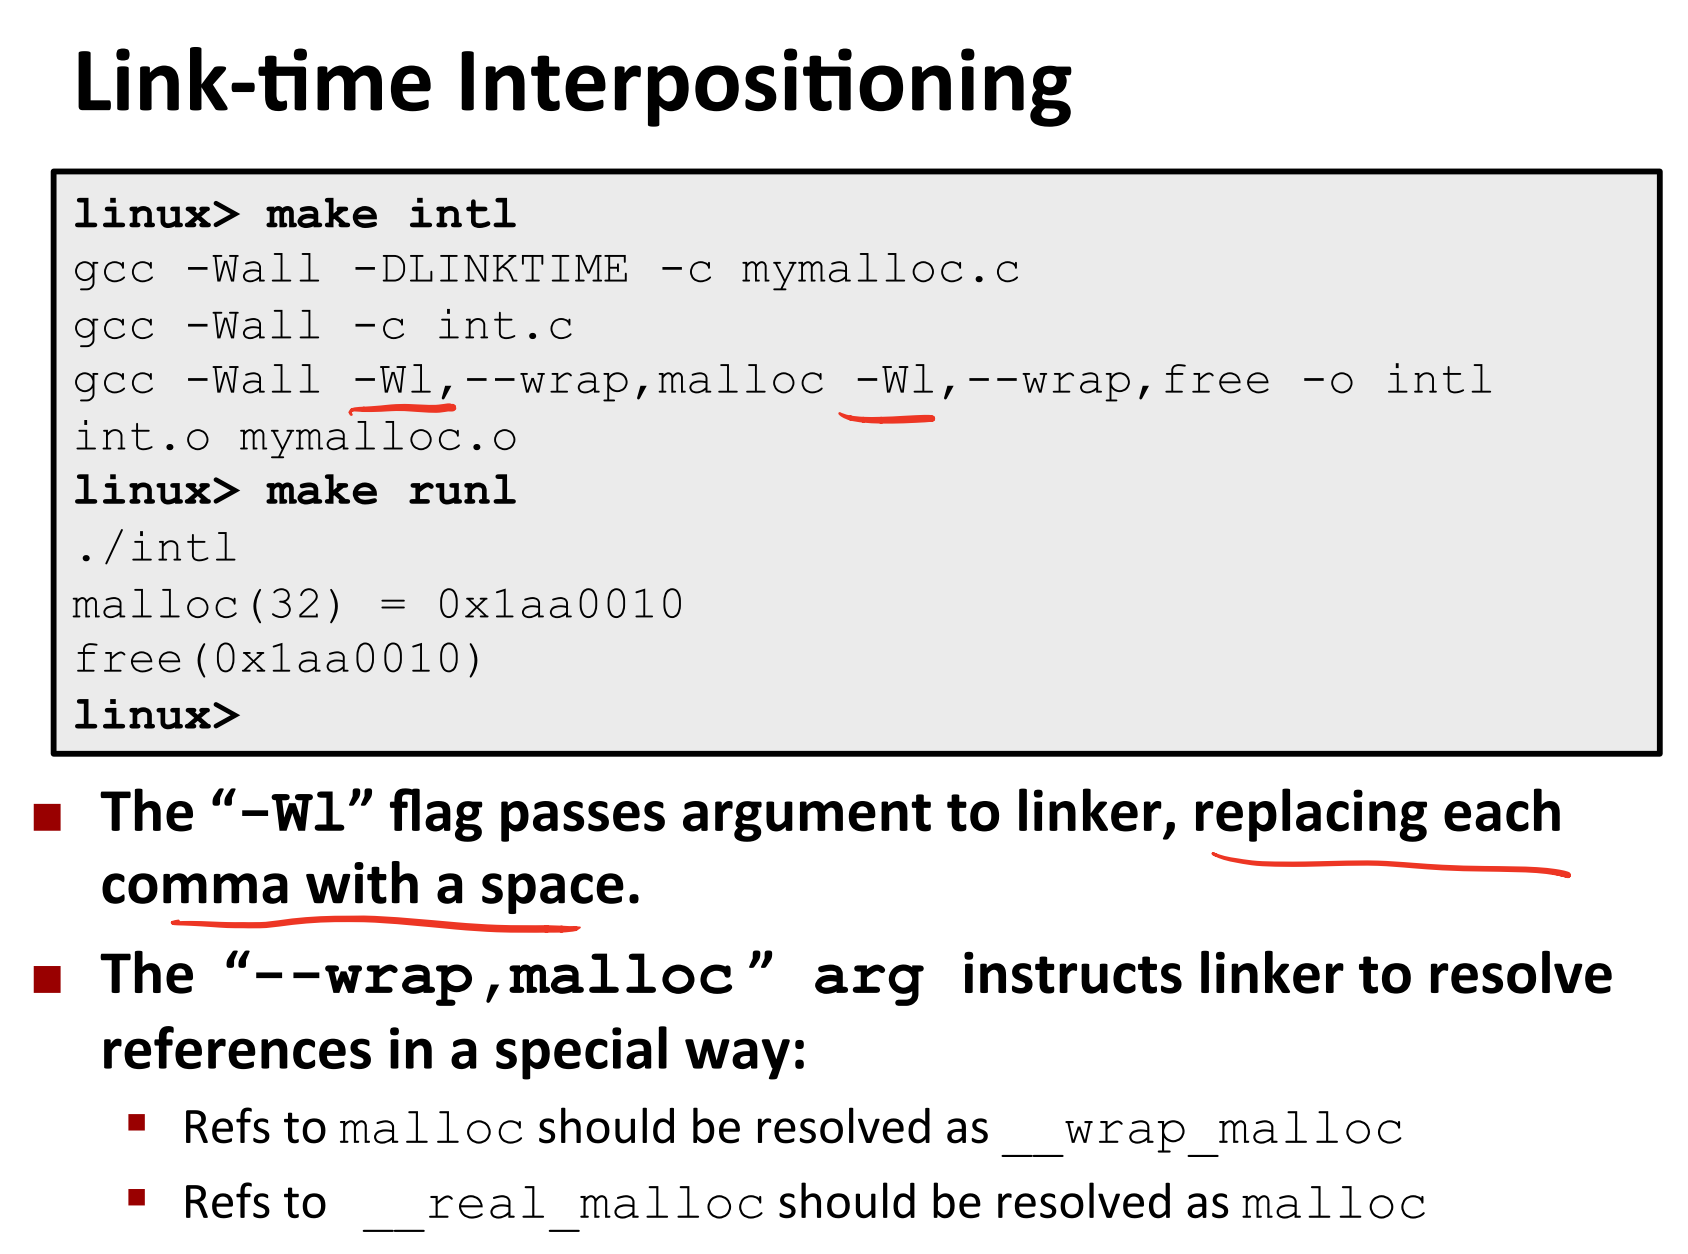 Link-time Interpositioning
linux> make intl
gcc -Wall -DLINKTIME -c mymalloc.c
gcc -Wall -c int.c
gcc -Wall -Wl,--wrap,malloc -Wl,--wrap,free -o intl
int.o mymalloc.o
linux> make runl
./intl
malloc(32) = 0x1aa0010
free(0x1aa0010)
linux>
The “-Wl” flag passes argument to linker, replacing each
comma with a space.
The “--wrap,malloc” arg instructs linker to resolve
references in a special way:
Refs to malloc should be resolved as __wrap_malloc
Refs to __real_malloc should be resolved as malloc